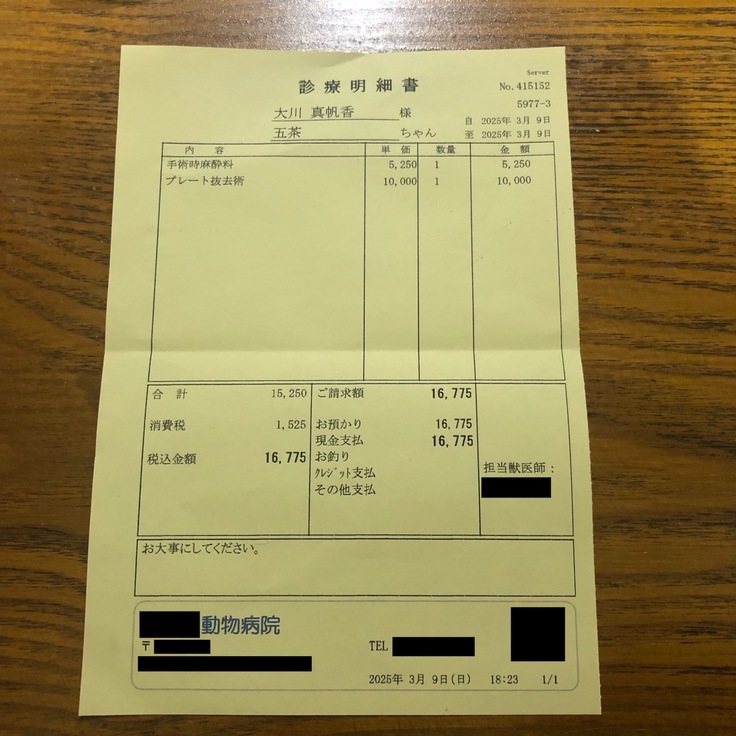 Server
診療明細書
No.415152
5977-3
大川 真帆香 様
自 2025年 3月 9日
五茶 ちゃん
至 2025年 3月 9日
内 容 単 価 数量 金 額
手術時麻酔料 5,250 1 5,250
プレート抜去術 10,000 1 10,000
合 計 15,250 ご請求額 16,775
消費税 1,525 お預かり 16,775
現金支払 16,775
税込金額 16,775 お釣り
クレジット支払
担当獣医師:
その他支払
お大事にしてください。
動物病院
〒
TEL
2025年 3月 9日(日) 18:23 1/1